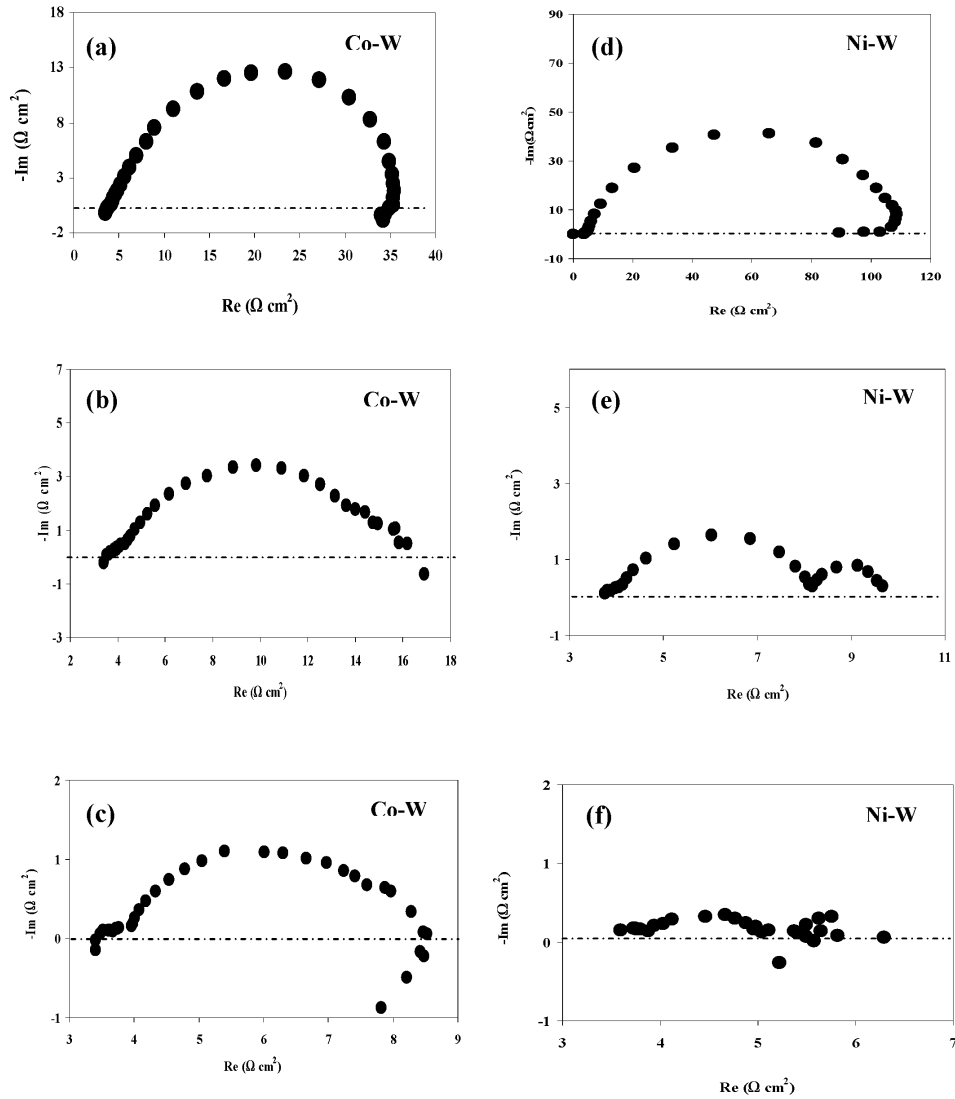 18
13
8
3
-2
(a)
Co-W
-Im (Ω cm²)
0 5 10 15 20 25 30 35 40
Re (Ω cm²)
90
70
50
30
10
-10
(d)
Ni-W
-Im(Ωcm²)
0 20 40 60 80 100 120
Re (Ω cm²)
7
5
3
1
-1
-3
(b)
Co-W
-Im (Ω cm²)
2 4 6 8 10 12 14 16 18
Re (Ω cm²)
5
3
1
-1
(e)
Ni-W
-Im (Ω cm²)
3 5 7 9 11
Re (Ω cm²)
2
1
0
-1
(c)
Co-W
-Im (Ω cm²)
3 4 5 6 7 8 9
Re (Ω cm²)
2
1
0
-1
(f)
Ni-W
-Im(Ω cm²)
3 4 5 6 7
Re (Ω cm²)